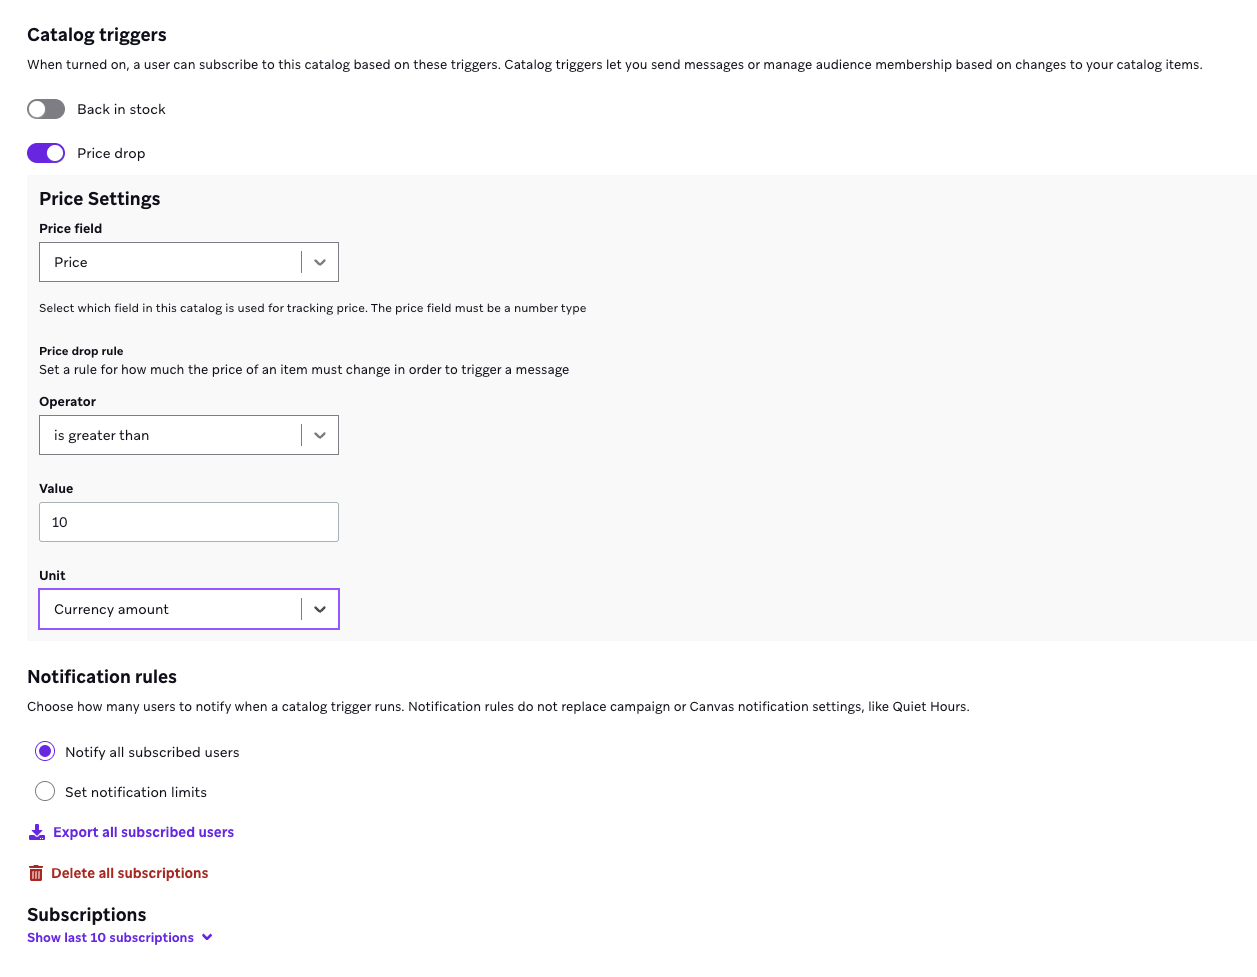 Catalog triggers
When turned on, a user can subscribe to this catalog based on these triggers. Catalog triggers let you send messages or manage audience membership based on changes to your catalog items.
Back in stock
Price drop
Price Settings
Price field
Price
Select which field in this catalog is used for tracking price. The price field must be a number type
Price drop rule
Set a rule for how much the price of an item must change in order to trigger a message
Operator
is greater than
Value
10
Unit
Currency amount
Notification rules
Choose how many users to notify when a catalog trigger runs. Notification rules do not replace campaign or Canvas notification settings, like Quiet Hours.
Notify all subscribed users
Set notification limits
Export all subscribed users
Delete all subscriptions
Subscriptions
Show last 10 subscriptions